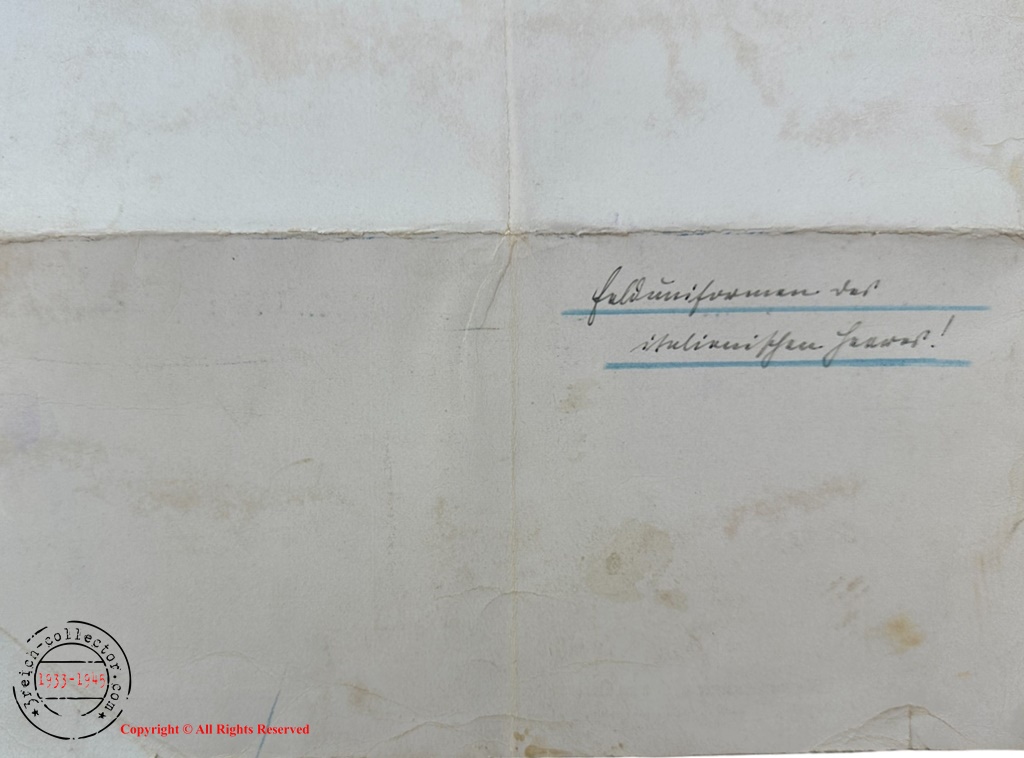 Felduniformen des
italienischen Heeres!
3reich-collector.com
1933-1945
Copyright © All Rights Reserved